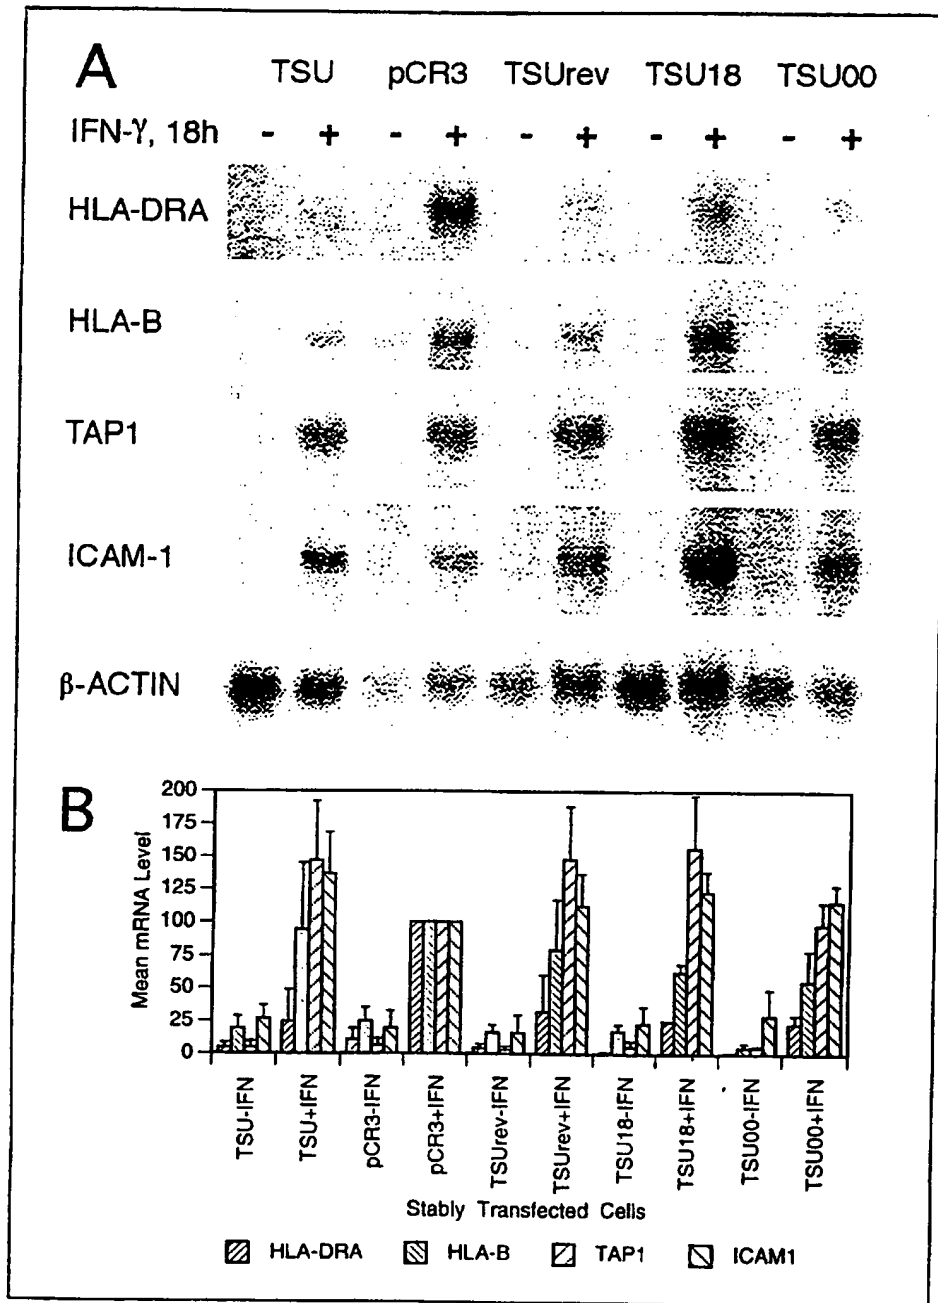 A
TSU pCR3 TSUrev TSU18 TSU00
IFN-γ, 18h - + - + - + - + - +
HLA-DRA
HLA-B
TAP1
ICAM-1
β-ACTIN
B
Mean mRNA Level
200
175
150
125
100
75
50
25
0
TSU-IFN
TSU+IFN
pCR3-IFN
pCR3+IFN
TSUrev-IFN
TSUrev+IFN
TSU18-IFN
TSU18+IFN
TSU00-IFN
TSU00+IFN
Stably Transfected Cells
HLA-DRA HLA-B TAP1 ICAM1